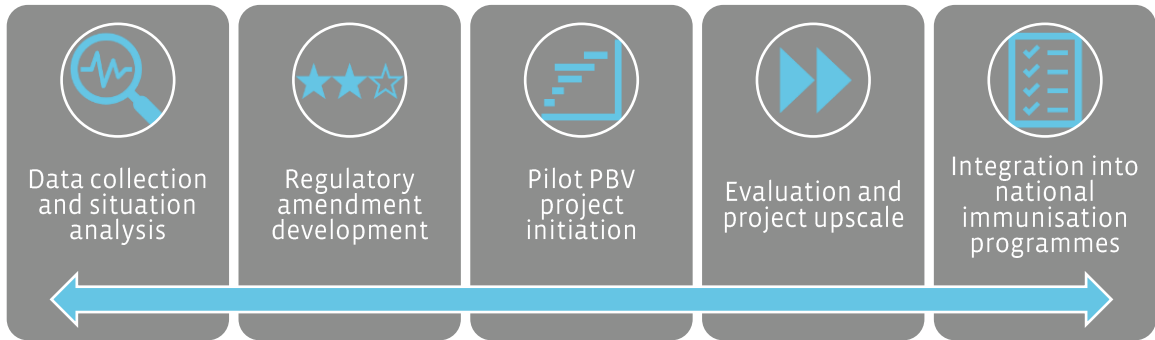 Data collection
and situation
analysis
Regulatory
amendment
development
Pilot PBV
project
initiation
Evaluation and
project upscale
Integration into
national
immunisation
programmes